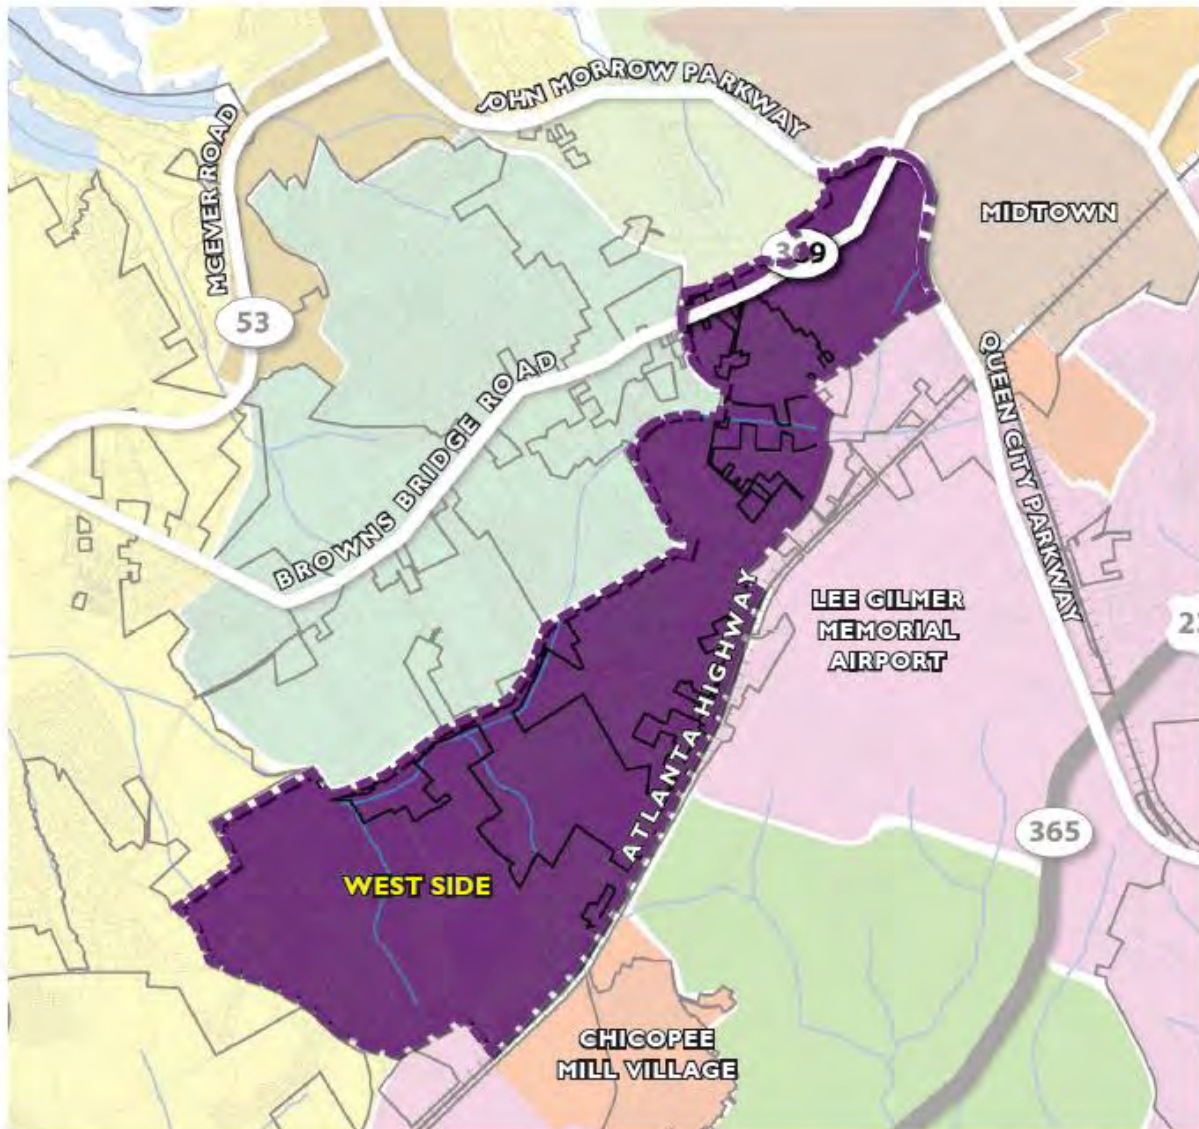 JOHN MORROW PARKWAY
MCEVER ROAD
MIDTOWN
369
53
BROWNS BRIDGE ROAD
QUEEN CITY PARKWAY
LEE GILMER
MEMORIAL
AIRPORT
ATLANTA HIGHWAY
365
WEST SIDE
CHICOPEE
MILL VILLAGE